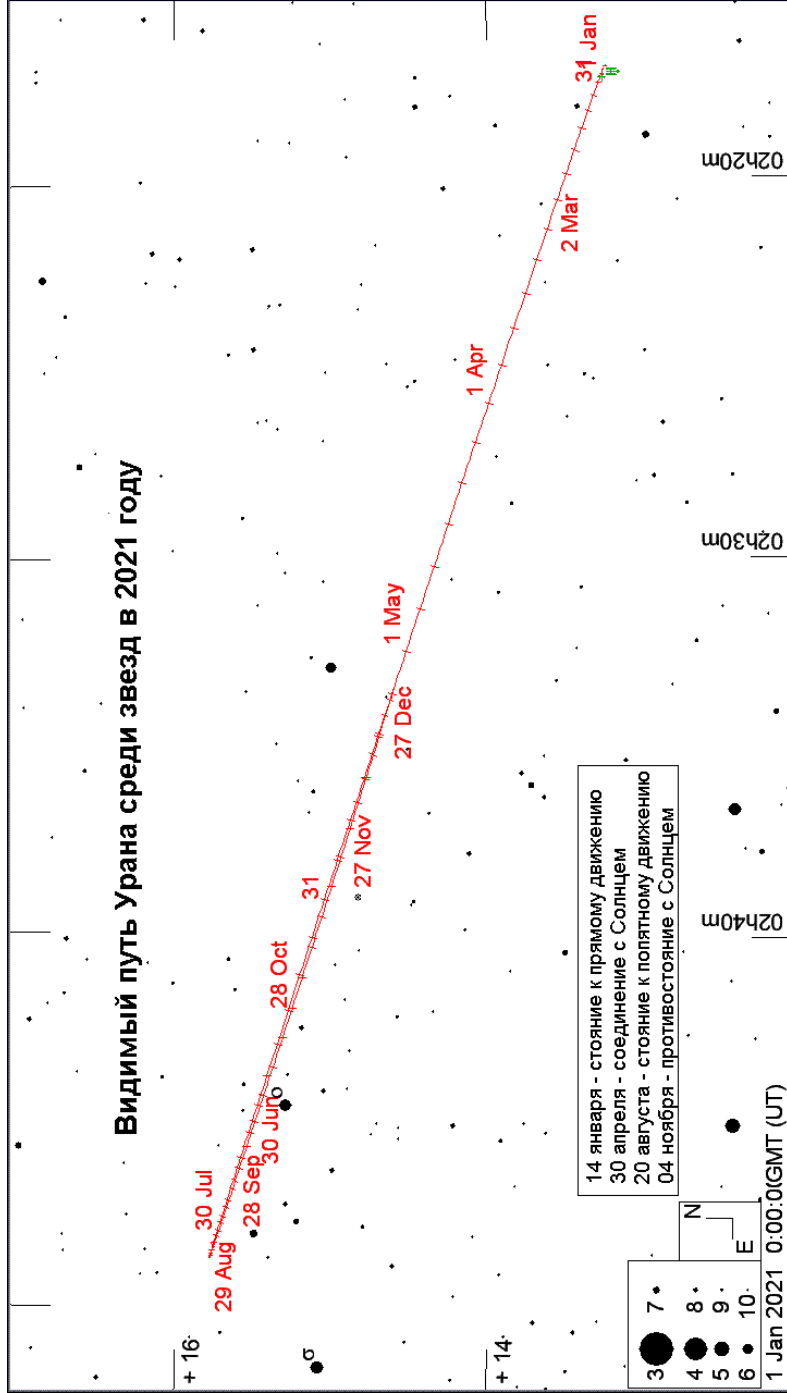 Видимый путь Урана среди звезд в 2021 году
+16
+14
σ
ο
31 Jan
2 Mar
1 Apr
1 May
31
30 Jun
30 Jul
29 Aug
28 Sep
28 Oct
27 Nov
27 Dec
02h20m
02h30m
02h40m
14 января - стояние к прямому движению
30 апреля - соединение с Солнцем
20 августа - стояние к попятному движению
04 ноября - противостояние с Солнцем
N
E
3 7
4 8
5 9
6 10
1 Jan 2021 0:00:0(GMT (UT)